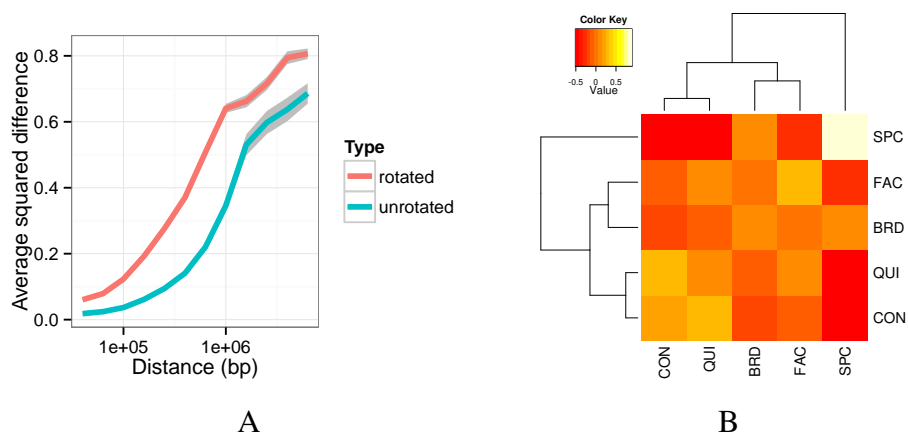 Average squared difference
0.8
0.6
0.4
0.2
0.0
1e+05 1e+06
Distance (bp)
Type
rotated
unrotated
A
Color Key
-0.5 0 0.5
Value
SPC
FAC
BRD
QUI
CON
CON QUI BRD FAC SPC
B